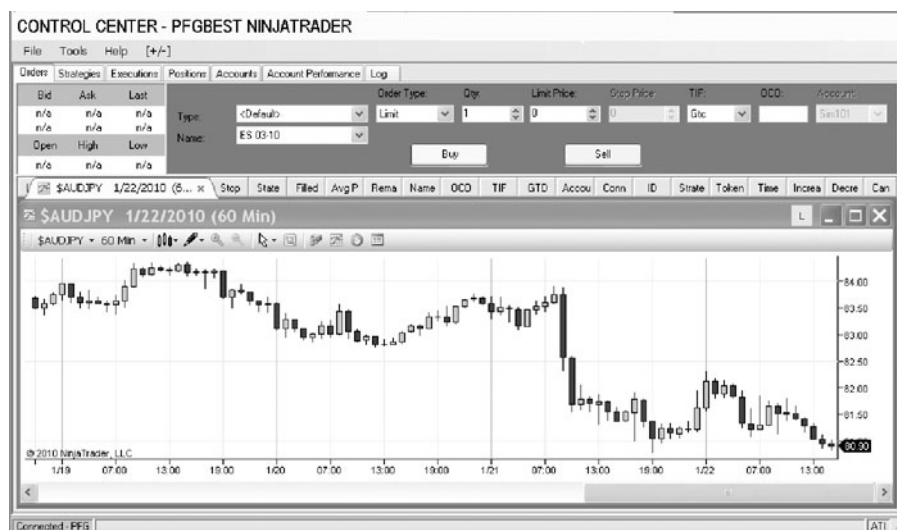 CONTROL CENTER - PFGBEST NINJATRADER
File Tools Help [+/-]
Orders Strategies Executions Positions Accounts Account Performance Log
Bid Ask Last Order Type: Qty: Limit Price: Stop Price: TIF: OCO: Account:
n/a n/a n/a Type: <Default> Limit 1 0 0 Gtc Sim101
n/a n/a n/a
Open High Low Name: ES 03-10
n/a n/a n/a Buy Sell
$AUDJPY 1/22/2010 (6... x Stop State Filled Avg P Rema Name OCO TIF GTD Accou Conn ID Strate Token Time Increa Decre Can
$AUDJPY 1/22/2010 (60 Min) L
$AUDJPY 60 Min
84.00
83.50
83.00
82.50
82.00
81.50
80.90
© 2010 NinjaTrader, LLC
1/19 07:00 13:00 19:00 1/20 07:00 13:00 19:00 1/21 07:00 13:00 19:00 1/22 07:00 13:00
Connected - PFG ATI